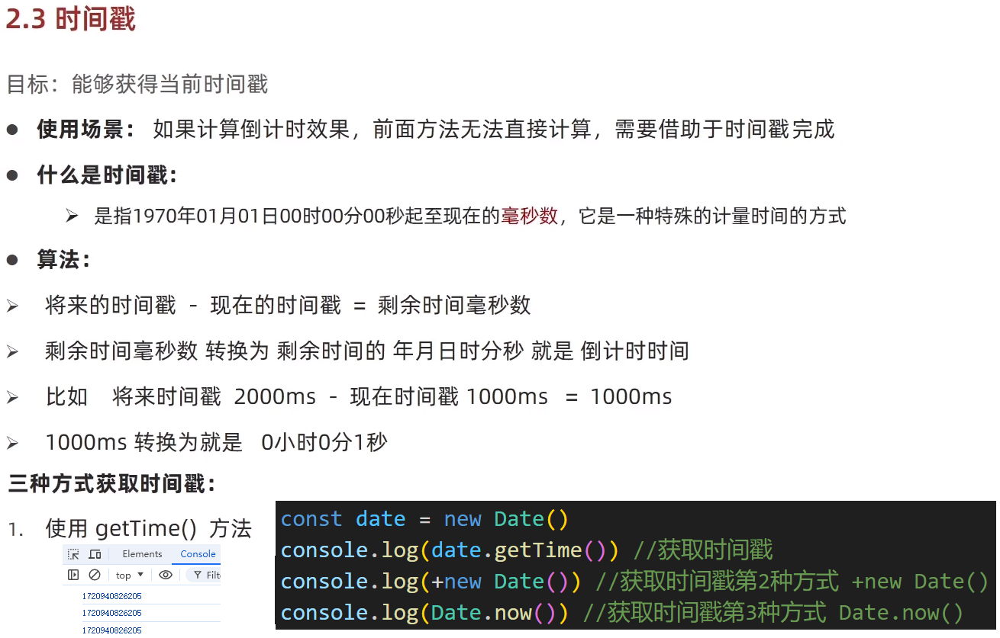 2.3 时间戳
目标：能够获得当前时间戳
● 使用场景： 如果计算倒计时效果，前面方法无法直接计算，需要借助于时间戳完成
● 什么是时间戳：
➢ 是指1970年01月01日00时00分00秒起至现在的毫秒数，它是一种特殊的计量时间的方式
● 算法：
➢ 将来的时间戳 - 现在的时间戳 = 剩余时间毫秒数
➢ 剩余时间毫秒数 转换为 剩余时间的 年月日时分秒 就是 倒计时时间
➢ 比如 将来时间戳 2000ms - 现在时间戳 1000ms = 1000ms
➢ 1000ms 转换为就是 0小时0分1秒
三种方式获取时间戳：
1. 使用 getTime() 方法
Elements Console
top ▼ Filt
1720940826205
1720940826205
1720940826205
const date = new Date()
console.log(date.getTime()) //获取时间戳
console.log(+new Date()) //获取时间戳第2种方式 +new Date()
console.log(Date.now()) //获取时间戳第3种方式 Date.now()